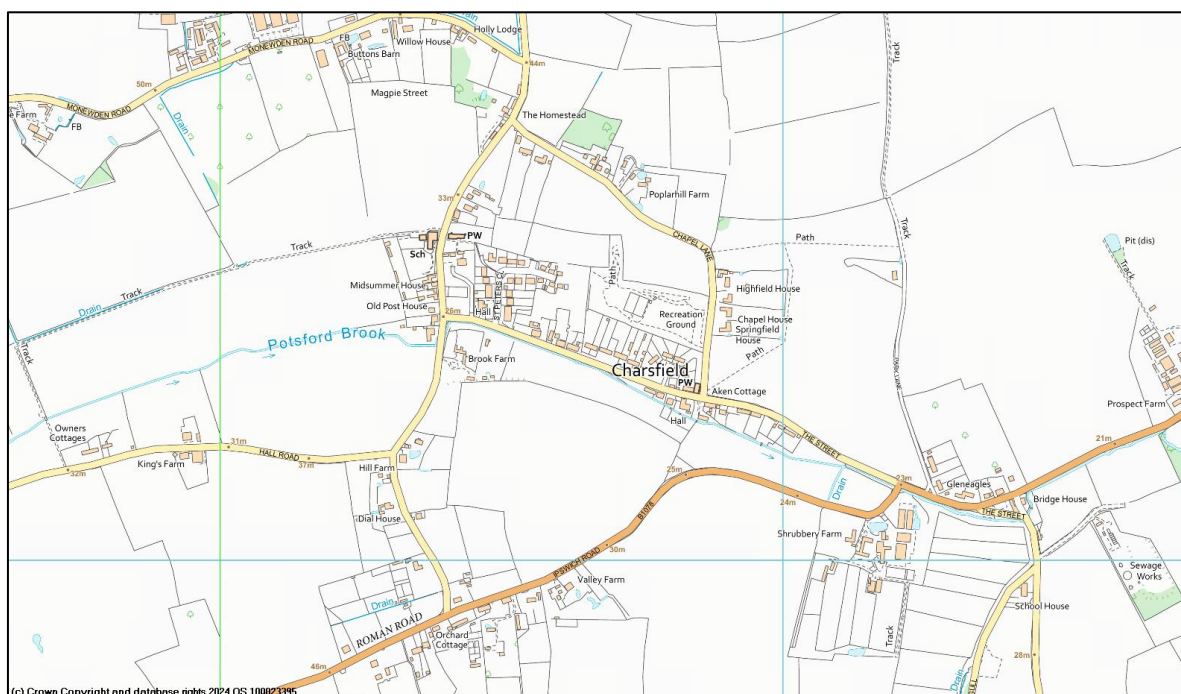 Drain
Track
Holly Lodge
MONEWDEN ROAD
FB
Willow House
Buttons Barn
44m
50m
Magpie Street
MONEWDEN ROAD
Drain
The Homestead
e Farm
FB
33m
Poplarhill Farm
PW
CHAPEL LANE
Path
Track
Pit (dis)
Track
Sch
Path
Track
Midsummer House
ST PETERS CL
Highfield House
Drain
Track
Old Post House
Hall
26m
Recreation
Ground
Chapel House
Springfield
House
Potsford Brook
Track
Brook Farm
Path
Charsfield
PARK LANE
PW
Aken Cottage
Prospect Farm
Owners
Cottages
Hall
31m
THE STREET
21m
King's Farm
HALL ROAD
37m
32m
Hill Farm
25m
Gleneagles
23m
Drain
24m
Bridge House
B1078
THE STREET
Dial House
Shrubbery Farm
30m
IPSWICH ROAD
Valley Farm
Sewage
Works
Drain
School House
ROMAN ROAD
Orchard
Cottage
Track
28m
46m
Drain
(c) Crown Copyright and database rights 2024 OS 100023395